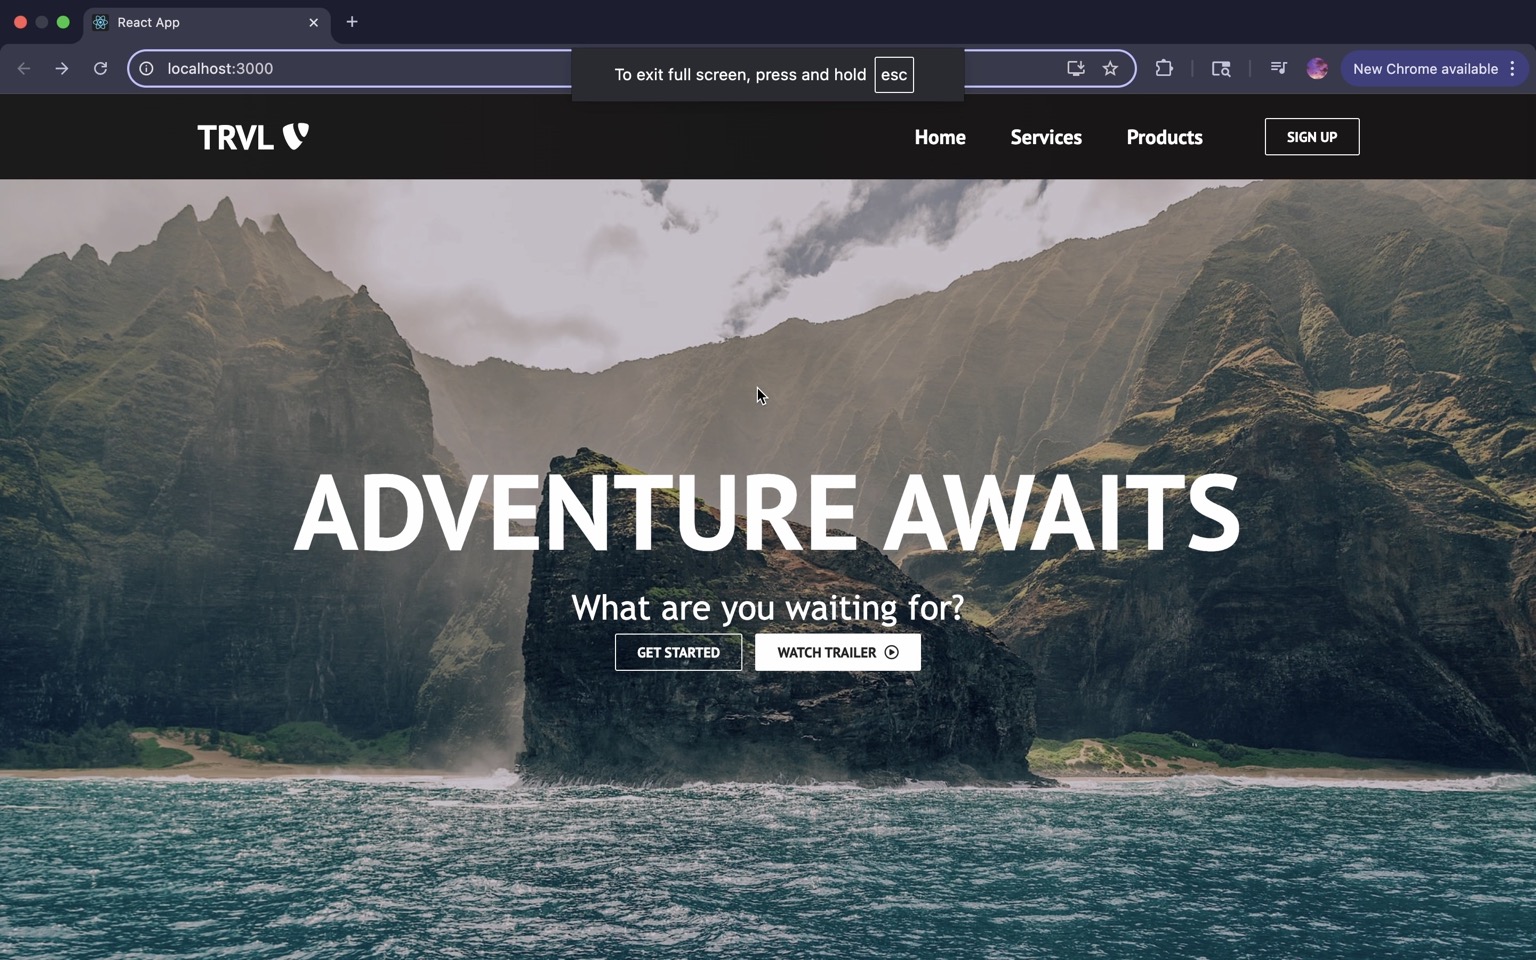 React App
localhost:3000
To exit full screen, press and hold esc
New Chrome available
TRVL
Home Services Products SIGN UP
ADVENTURE AWAITS
What are you waiting for?
GET STARTED WATCH TRAILER